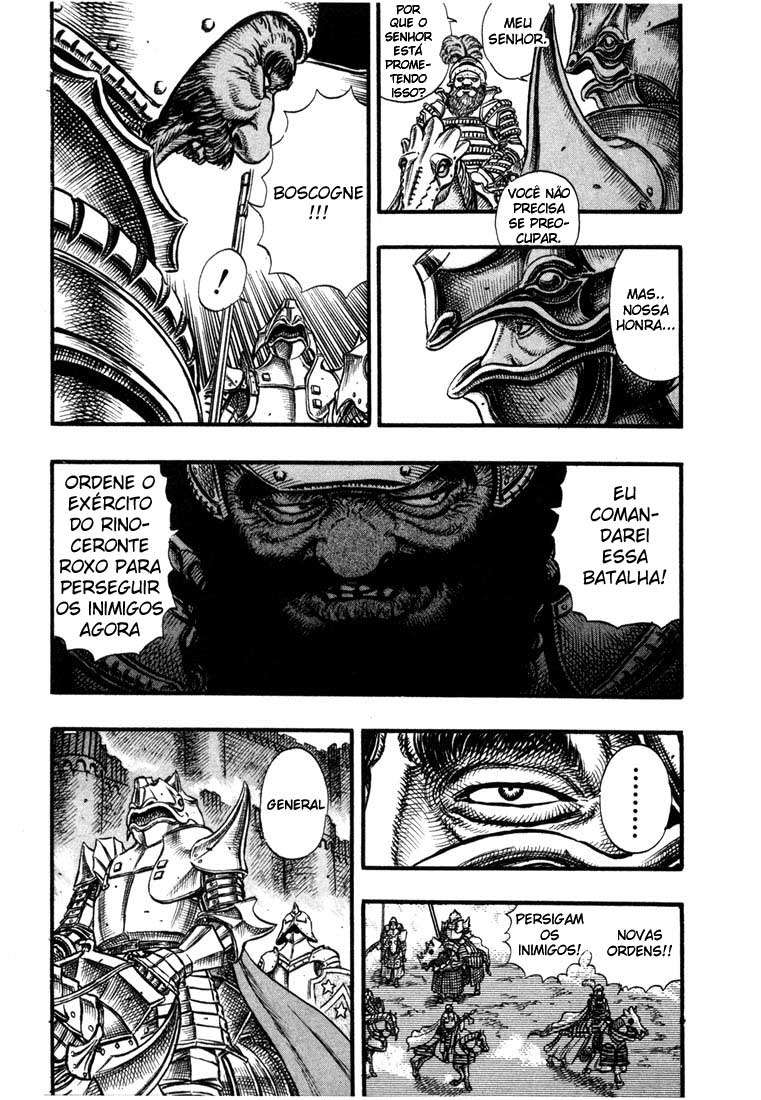 MEU
SENHOR.
POR
QUE O
SENHOR
ESTÁ
PROME-
TENDO
ISSO?
VOCÊ NÃO
PRECISA
SE PREO-
CUPAR.
MAS..
NOSSA
HONRA...
BOSCOGNE
!!!
!
EU
COMAN-
DAREI
ESSA
BATALHA!
ORDENE O
EXÉRCITO
DO RINO-
CERONTE
ROXO PARA
PERSEGUIR
OS INIMIGOS
AGORA
......
GENERAL
NOVAS
ORDENS!!
PERSIGAM
OS
INIMIGOS!